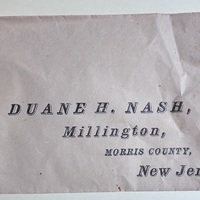 DUANE H. NASH,
Millington,
MORRIS COUNTY,
New Jer